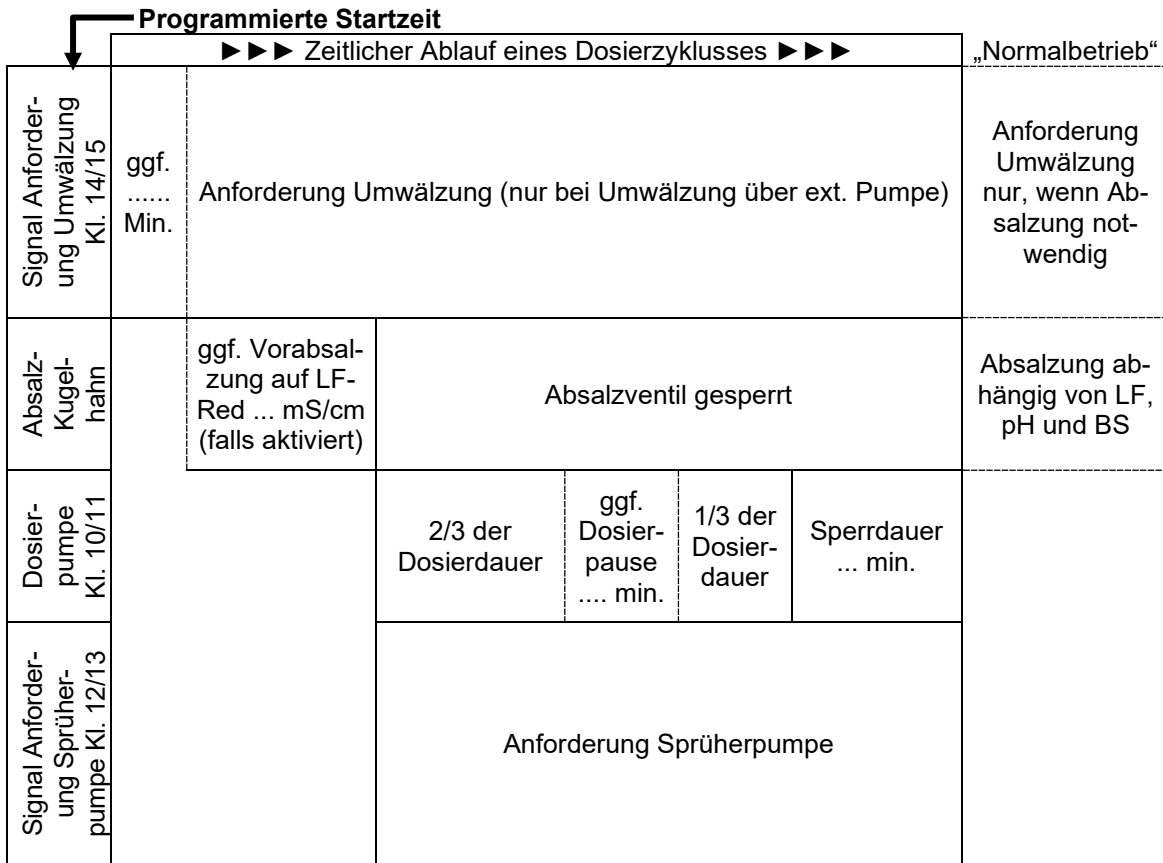 Programmierte Startzeit
►►► Zeitlicher Ablauf eines Dosierzyklusses ►►►
„Normalbetrieb“
Signal Anforder-
ung Umwälzung
Kl. 14/15
ggf.
......
Min.
Anforderung Umwälzung (nur bei Umwälzung über ext. Pumpe)
Anforderung
Umwälzung
nur, wenn Ab-
salzung not-
wendig
Absalz-
Kugel-
hahn
ggf. Vorabsal-
zung auf LF-
Red ... mS/cm
(falls aktiviert)
Absalzventil gesperrt
Absalzung ab-
hängig von LF,
pH und BS
Dosier-
pumpe
Kl. 10/11
2/3 der
Dosierdauer
ggf.
Dosier-
pause
.... min.
1/3 der
Dosier-
dauer
Sperrdauer
... min.
Signal Anforder-
ung Sprüher-
pumpe Kl. 12/13
Anforderung Sprüherpumpe